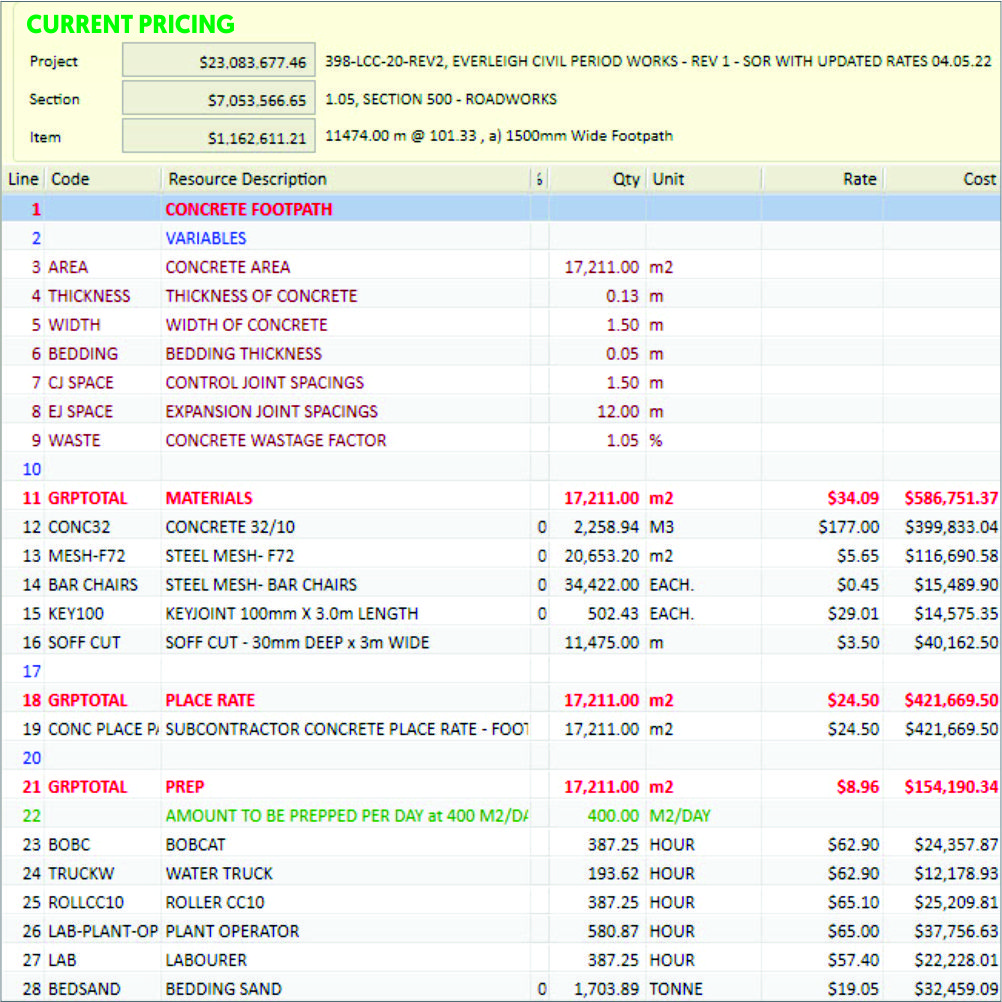 CURRENT PRICING
Project $23.083.677.46 398-LCC-20-REV2, EVERLEIGH CIVIL PERIOD WORKS - REV 1 - SOR WITH UPDATED RATES 04.05.22
Section $7,053,566.65 1.05, SECTION 500 - ROADWORKS
Item $1,162,611.21 11474.00 m @ 101.33 , a) 1500mm Wide Footpath
Line Code Resource Description Qty Unit Rate Cost
1 CONCRETE FOOTPATH
2 VARIABLES
3 AREA CONCRETE AREA 17,211.00 m2
4 THICKNESS THICKNESS OF CONCRETE 0.13 m
5 WIDTH WIDTH OF CONCRETE 1.50 m
6 BEDDING BEDDING THICKNESS 0.05 m
7 CJ SPACE CONTROL JOINT SPACINGS 1.50 m
8 EJ SPACE EXPANSION JOINT SPACINGS 12.00 m
9 WASTE CONCRETE WASTAGE FACTOR 1.05 %
10
11 GRPTOTAL MATERIALS 17,211.00 m2 $34.09 $586,751.37
12 CONC32 CONCRETE 32/10 0 2,258.94 M3 $177.00 $399,833.04
13 MESH-F72 STEEL MESH- F72 0 20,653.20 m2 $5.65 $116,690.58
14 BAR CHAIRS STEEL MESH- BAR CHAIRS 0 34,422.00 EACH. $0.45 $15,489.90
15 KEY100 KEYJOINT 100mm X 3.0m LENGTH 0 502.43 EACH. $29.01 $14,575.35
16 SOFF CUT SOFF CUT - 30mm DEEP x 3m WIDE 11,475.00 m $3.50 $40,162.50
17
18 GRPTOTAL PLACE RATE 17,211.00 m2 $24.50 $421,669.50
19 CONC PLACE PA SUBCONTRACTOR CONCRETE PLACE RATE - FOOT 17,211.00 m2 $24.50 $421,669.50
20
21 GRPTOTAL PREP 17,211.00 m2 $8.96 $154,190.34
22 AMOUNT TO BE PREPPED PER DAY at 400 M2/DA 400.00 M2/DAY
23 BOBC BOBCAT 387.25 HOUR $62.90 $24,357.87
24 TRUCKW WATER TRUCK 193.62 HOUR $62.90 $12,178.93
25 ROLLCC10 ROLLER CC10 387.25 HOUR $65.10 $25,209.81
26 LAB-PLANT-OP PLANT OPERATOR 580.87 HOUR $65.00 $37,756.63
27 LAB LABOURER 387.25 HOUR $57.40 $22,228.01
28 BEDSAND BEDDING SAND 0 1,703.89 TONNE $19.05 $32,459.09